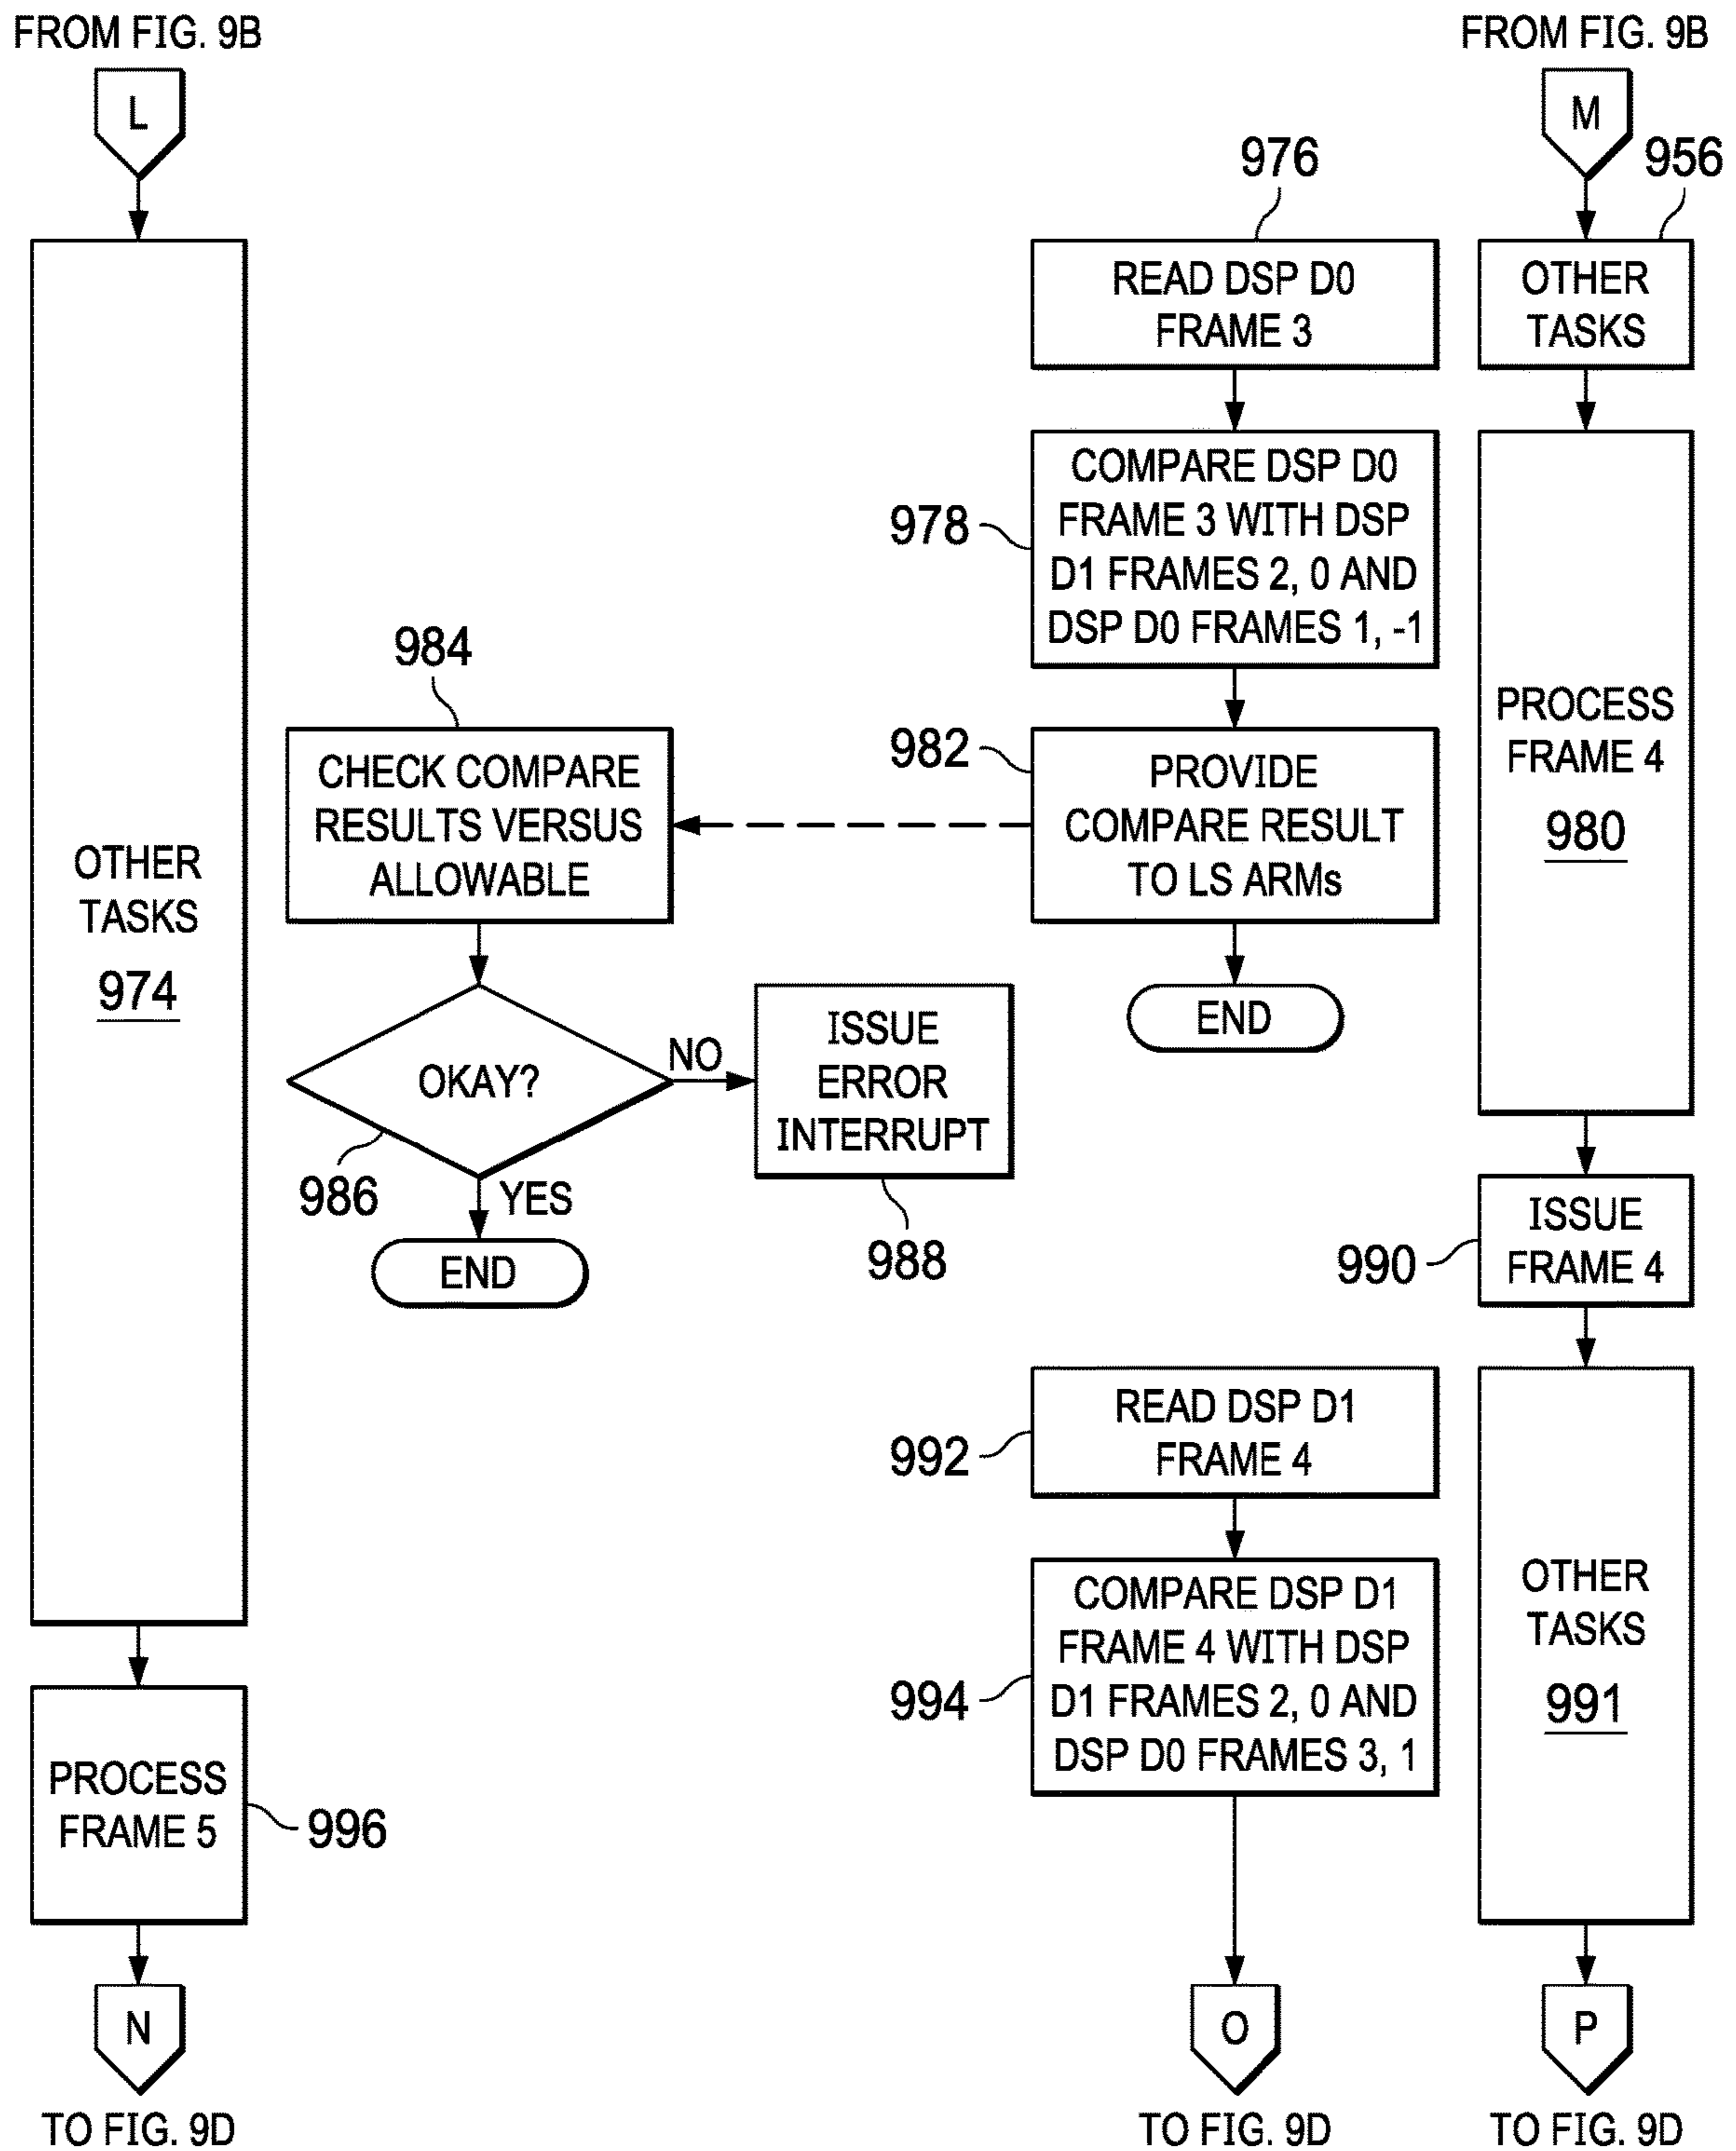 FROM FIG. 9B
FROM FIG. 9B
L
M
976
956
READ DSP D0
FRAME 3
OTHER
TASKS
COMPARE DSP D0
FRAME 3 WITH DSP
D1 FRAMES 2, 0 AND
DSP D0 FRAMES 1, -1
978
984
CHECK COMPARE
RESULTS VERSUS
ALLOWABLE
982
PROVIDE
COMPARE RESULT
TO LS ARMs
PROCESS
FRAME 4
980
OTHER
TASKS
974
END
OKAY?
NO
ISSUE
ERROR
INTERRUPT
986
YES
988
END
990
ISSUE
FRAME 4
READ DSP D1
FRAME 4
992
COMPARE DSP D1
FRAME 4 WITH DSP
D1 FRAMES 2, 0 AND
DSP D0 FRAMES 3, 1
994
OTHER
TASKS
991
PROCESS
FRAME 5
996
N
O
P
TO FIG. 9D
TO FIG. 9D
TO FIG. 9D